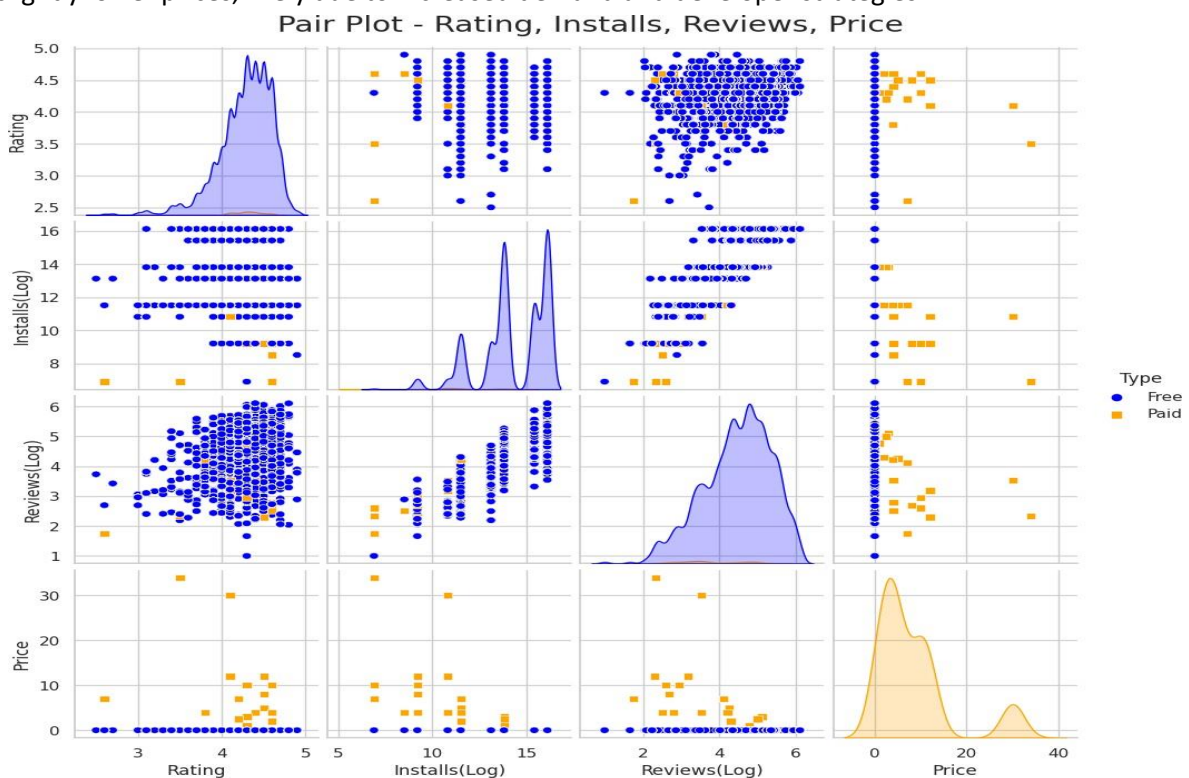 Pair Plot - Rating, Installs, Reviews, Price
5.0
4.5
4.0
3.5
3.0
2.5
Rating
16
14
12
10
8
Installs(Log)
6
5
4
3
2
1
Reviews(Log)
30
20
10
0
Price
3 4 5
Rating
5 10 15
Installs(Log)
2 4 6
Reviews(Log)
0 20 40
Price
Type
Free
Paid